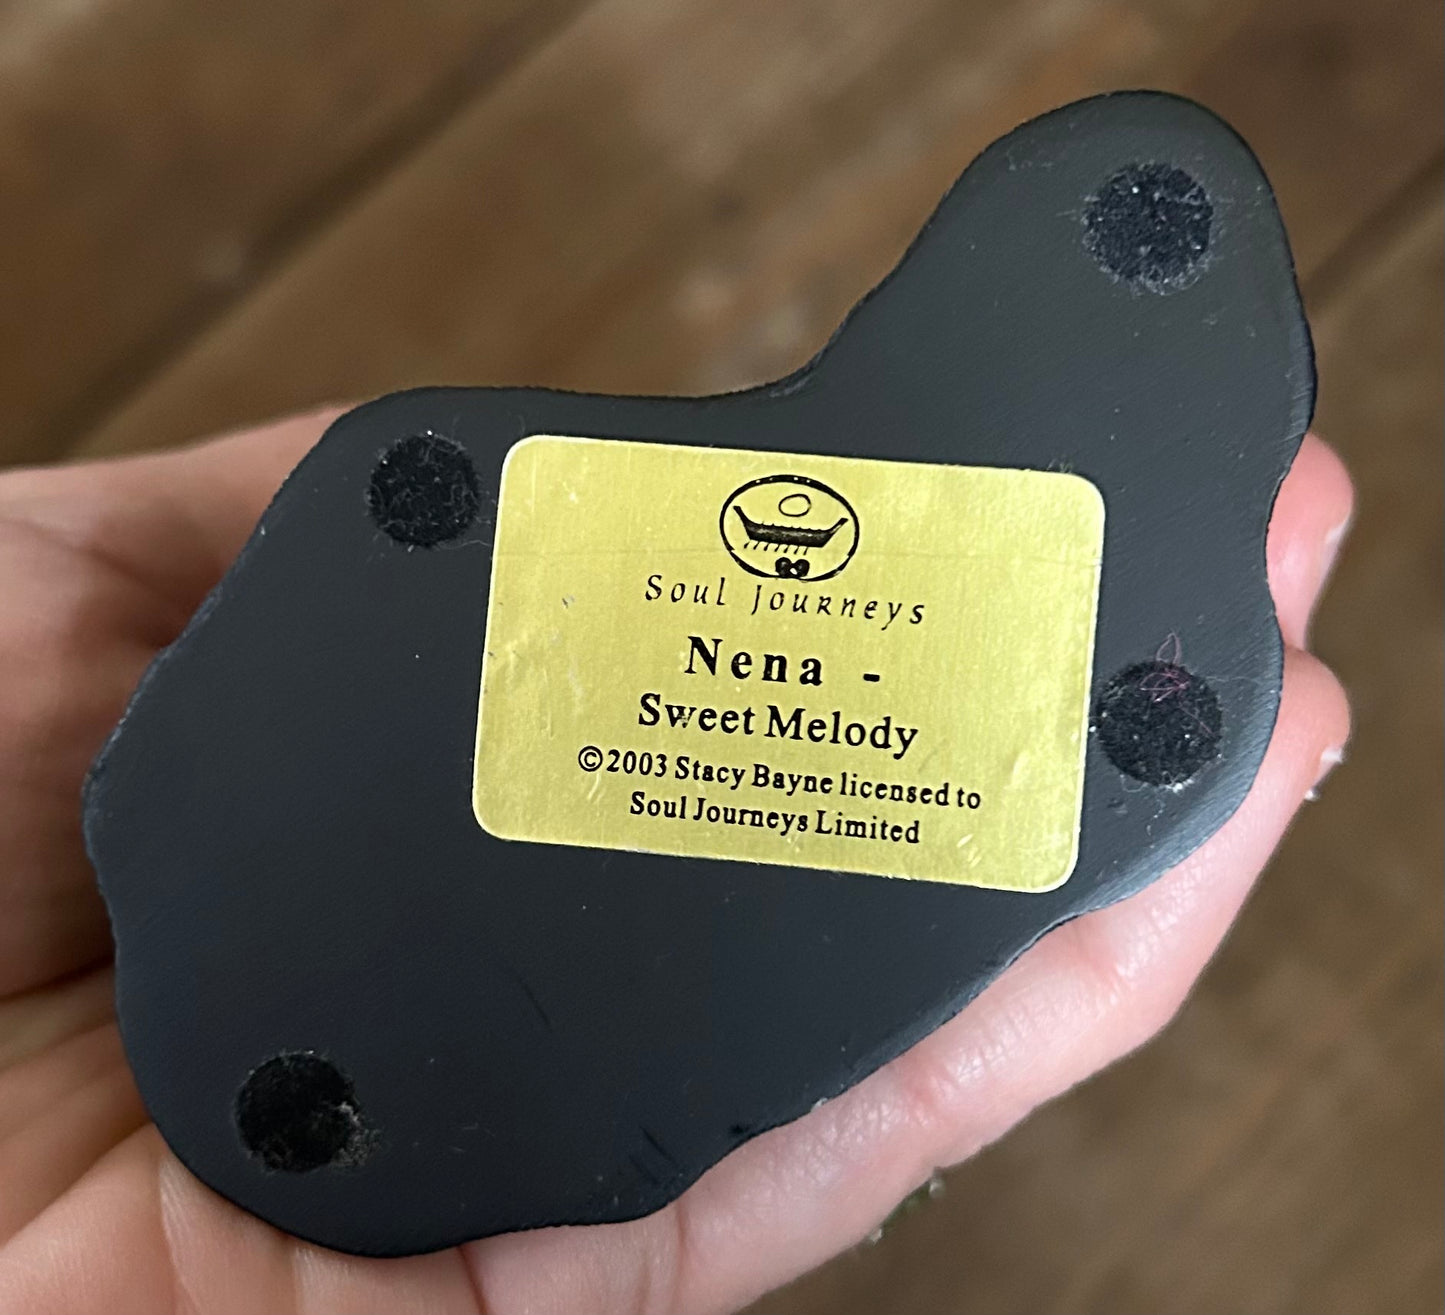 Soul Journeys
Nena -
Sweet Melody
©2003 Stacy Bayne licensed to
Soul Journeys Limited